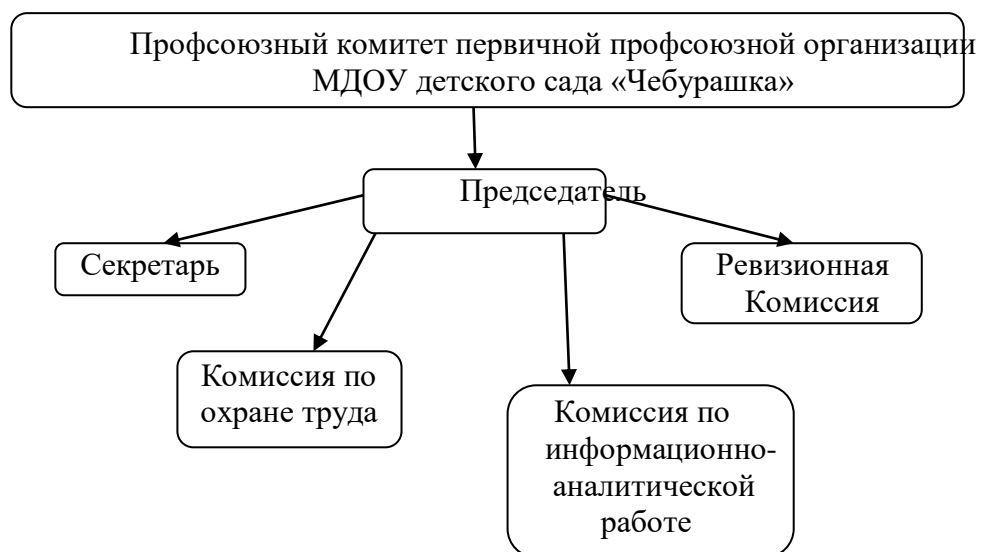 Профсоюзный комитет первичной профсоюзной организации
МДОУ детского сада «Чебурашка»
Председатель
Секретарь
Ревизионная
Комиссия
Комиссия по
охране труда
Комиссия по
информационно-
аналитической
работе